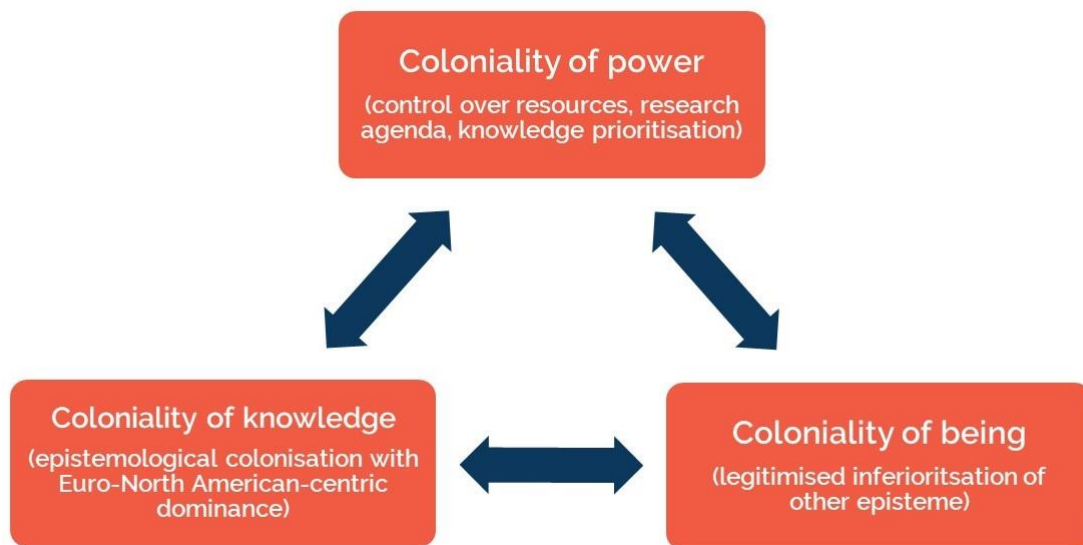 Coloniality of power
(control over resources, research
agenda, knowledge prioritisation)
Coloniality of knowledge
(epistemological colonisation with
Euro-North American-centric
dominance)
Coloniality of being
(legitimised inferioritsation of
other episteme)